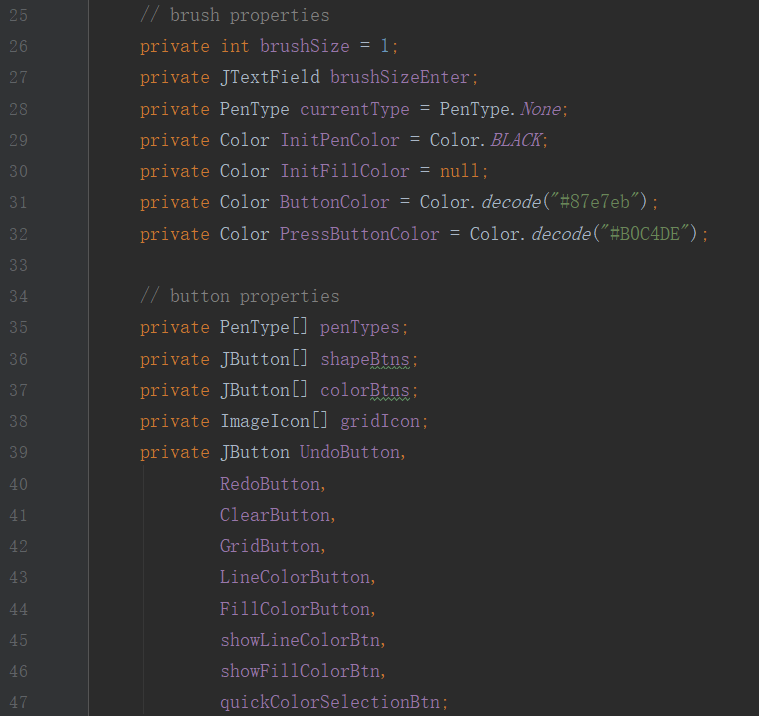 25 // brush properties
26 private int brushSize = 1;
27 private JTextField brushSizeEnter;
28 private PenType currentType = PenType.None;
29 private Color InitPenColor = Color.BLACK;
30 private Color InitFillColor = null;
31 private Color ButtonColor = Color.decode("#87e7eb");
32 private Color PressButtonColor = Color.decode("#B0C4DE");
33
34 // button properties
35 private PenType[] penTypes;
36 private JButton[] shapeBtns;
37 private JButton[] colorBtns;
38 private ImageIcon[] gridIcon;
39 private JButton UndoButton,
40 RedoButton,
41 ClearButton,
42 GridButton,
43 LineColorButton,
44 FillColorButton,
45 showLineColorBtn,
46 showFillColorBtn,
47 quickColorSelectionBtn;